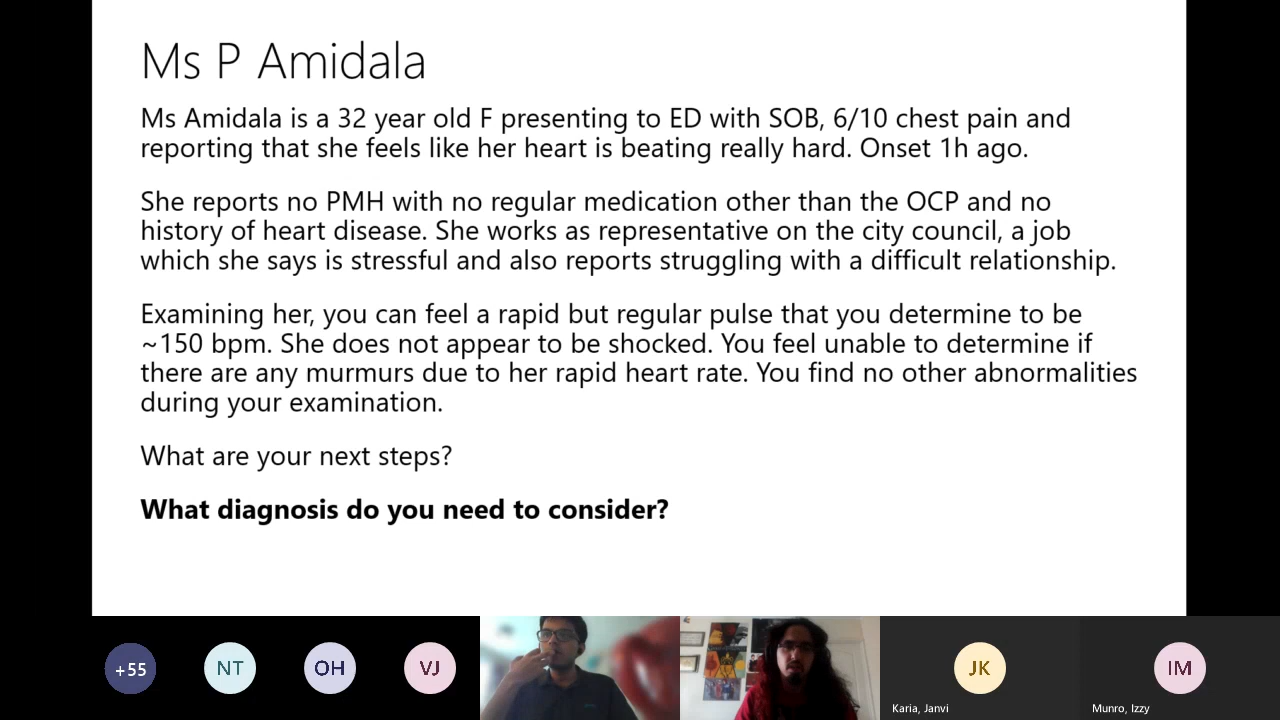 Ms P Amidala
Ms Amidala is a 32 year old F presenting to ED with SOB, 6/10 chest pain and
reporting that she feels like her heart is beating really hard. Onset 1h ago.
She reports no PMH with no regular medication other than the OCP and no
history of heart disease. She works as representative on the city council, a job
which she says is stressful and also reports struggling with a difficult relationship.
Examining her, you can feel a rapid but regular pulse that you determine to be
~150 bpm. She does not appear to be shocked. You feel unable to determine if
there are any murmurs due to her rapid heart rate. You find no other abnormalities
during your examination.
What are your next steps?
What diagnosis do you need to consider?
+55
NT
OH
VJ
JK
IM
Karia, Janvi
Munro, Izzy